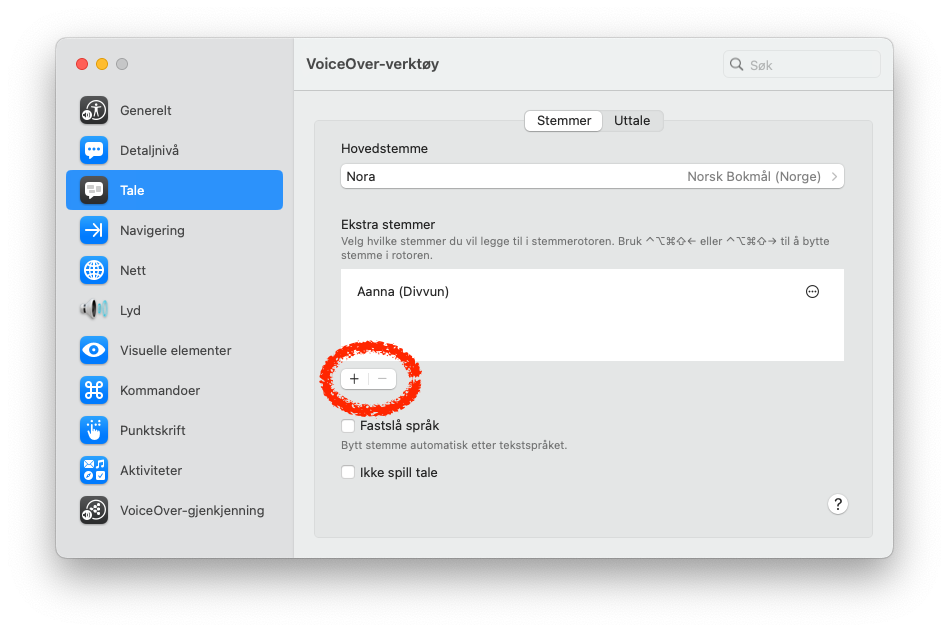 VoiceOver-verktøy
Søk
Generelt
Detaljnivå
Tale
Navigering
Nett
Lyd
Visuelle elementer
Kommandoer
Punktskrift
Aktiviteter
VoiceOver-gjenkjenning
Stemmer Uttale
Hovedstemme
Nora Norsk Bokmål (Norge)
Ekstra stemmer
Velg hvilke stemmer du vil legge til i stemmerotoren. Bruk ⌃⌥⌘⇧← eller ⌃⌥⌘⇧→ til å bytte
stemme i rotoren.
Aanna (Divvun)
+ −
Fastslå språk
Bytt stemme automatisk etter tekstspråket.
Ikke spill tale
?